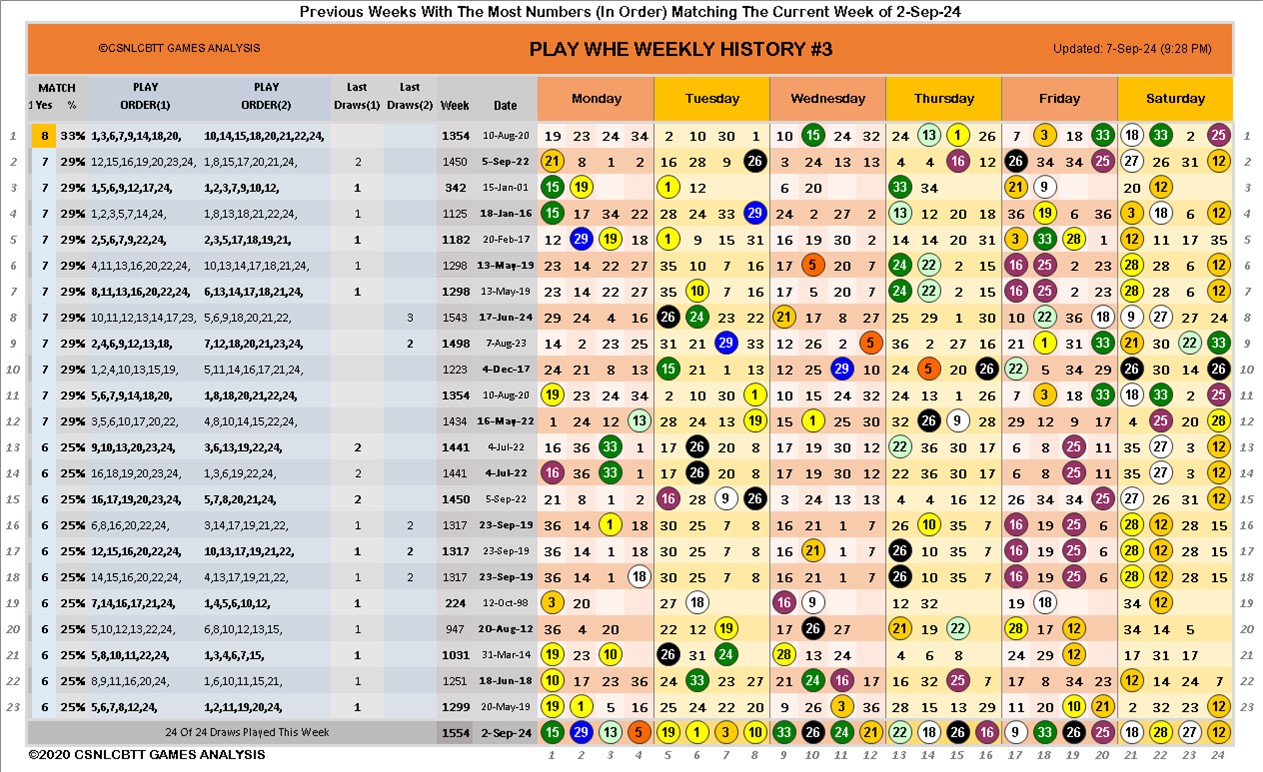 Previous Weeks With The Most Numbers (In Order) Matching The Current Week of 2-Sep-24
©CSNLCBTT GAMES ANALYSIS PLAY WHE WEEKLY HISTORY #3 Updated: 7-Sep-24 (9:28 PM)
MATCH PLAY PLAY Last Last
1 Yes % ORDER(1) ORDER(2) Draws(1) Draws(2) Week Date Monday Tuesday Wednesday Thursday Friday Saturday
1 8 33% 1,3,6,7,9,14,18,20, 10,14,15,18,20,21,22,24, 1354 10-Aug-20 19 23 24 34 2 10 30 1 10 15 24 32 24 13 1 26 7 3 18 33 18 33 2 25 1
2 7 29% 12,15,16,19,20,23,24, 1,8,15,17,20,21,24, 2 1450 5-Sep-22 21 8 1 2 16 28 9 26 3 24 13 13 4 4 16 12 26 34 34 25 27 26 31 12 2
3 7 29% 1,5,6,9,12,17,24, 1,2,3,7,9,10,12, 1 342 15-Jan-01 15 19 1 12 6 20 33 34 21 9 20 12 3
4 7 29% 1,2,3,5,7,14,24, 1,8,13,18,21,22,24, 1 1125 18-Jan-16 15 17 34 22 28 24 33 29 24 2 27 2 13 12 20 18 36 19 6 36 3 18 6 12 4
5 7 29% 2,5,6,7,9,22,24, 2,3,5,17,18,19,21, 1 1182 20-Feb-17 12 29 19 18 1 9 15 31 16 19 30 2 14 14 20 31 3 33 28 1 12 11 17 35 5
6 7 29% 4,11,13,16,20,22,24, 10,13,14,17,18,21,24, 1 1298 13-May-19 23 14 22 27 35 10 7 16 17 5 20 7 24 22 2 15 16 25 2 23 28 28 6 12 6
7 7 29% 8,11,13,16,20,22,24, 6,13,14,17,18,21,24, 1 1298 13-May-19 23 14 22 27 35 10 7 16 17 5 20 7 24 22 2 15 16 25 2 23 28 28 6 12 7
8 7 29% 10,11,12,13,14,17,23, 5,6,9,18,20,21,22, 3 1543 17-Jun-24 29 24 4 16 26 24 23 22 21 17 8 27 25 29 1 30 10 22 36 18 9 27 27 24 8
9 7 29% 2,4,6,9,12,13,18, 7,12,18,20,21,23,24, 2 1498 7-Aug-23 14 2 23 25 31 21 29 33 12 26 2 5 36 2 27 16 21 1 31 33 21 30 22 33 9
10 7 29% 1,2,4,10,13,15,19, 5,11,14,16,17,21,24, 1 1223 4-Dec-17 24 21 8 13 15 21 1 13 12 25 29 10 24 5 20 26 22 5 34 29 26 30 14 26 10
11 7 29% 5,6,7,9,14,18,20, 1,8,18,20,21,22,24, 1 1354 10-Aug-20 19 23 24 34 2 10 30 1 10 15 24 32 24 13 1 26 7 3 18 33 18 33 2 25 11
12 7 29% 3,5,6,10,17,20,22, 4,8,10,14,15,22,24, 1 1434 16-May-22 1 24 12 13 28 24 13 19 15 1 25 30 32 26 9 28 29 12 9 17 4 25 20 28 12
13 6 25% 9,10,13,20,23,24, 3,6,13,19,22,24, 2 1441 4-Jul-22 16 36 33 1 17 26 20 8 17 19 30 12 22 36 30 17 6 8 25 11 35 27 3 12 13
14 6 25% 16,18,19,20,23,24, 1,3,6,19,22,24, 2 1441 4-Jul-22 16 36 33 1 17 26 20 8 17 19 30 12 22 36 30 17 6 8 25 11 35 27 3 12 14
15 6 25% 16,17,19,20,23,24, 5,7,8,20,21,24, 2 1450 5-Sep-22 21 8 1 2 16 28 9 26 3 24 13 13 4 4 16 12 26 34 34 25 27 26 31 12 15
16 6 25% 6,8,16,20,22,24, 3,14,17,19,21,22, 1 2 1317 23-Sep-19 36 14 1 18 30 25 7 8 16 21 1 7 26 10 35 7 16 19 25 6 28 12 28 15 16
17 6 25% 12,15,16,20,22,24, 10,13,17,19,21,22, 1 2 1317 23-Sep-19 36 14 1 18 30 25 7 8 16 21 1 7 26 10 35 7 16 19 25 6 28 12 28 15 17
18 6 25% 14,15,16,20,22,24, 4,13,17,19,21,22, 1 2 1317 23-Sep-19 36 14 1 18 30 25 7 8 16 21 1 7 26 10 35 7 16 19 25 6 28 12 28 15 18
19 6 25% 7,14,16,17,21,24, 1,4,5,6,10,12, 1 224 12-Oct-98 3 20 27 18 16 9 12 32 19 18 34 12 19
20 6 25% 5,10,12,13,22,24, 6,8,10,12,13,15, 1 947 20-Aug-12 36 4 20 22 12 19 17 26 27 21 19 22 28 17 12 34 14 5 20
21 6 25% 5,8,10,11,22,24, 1,3,4,6,7,15, 1 1031 31-Mar-14 19 23 10 26 31 24 28 13 24 4 6 8 24 21 12 17 31 17 21
22 6 25% 8,9,11,16,20,24, 1,6,10,11,15,21, 1 1251 18-Jun-18 10 17 23 36 24 33 23 27 21 24 16 17 16 32 25 7 17 8 34 23 12 14 24 7 22
23 6 25% 5,6,7,8,12,24, 1,2,11,19,20,24, 1 1299 20-May-19 19 1 5 16 25 24 22 20 9 26 3 36 28 15 13 29 11 20 10 21 2 32 23 12 23
24 Of 24 Draws Played This Week 1554 2-Sep-24 15 29 13 5 19 1 3 10 33 26 24 21 22 18 26 16 9 33 26 25 18 28 27 12
©2020 CSNLCBTT GAMES ANALYSIS 1 2 3 4 5 6 7 8 9 10 11 12 13 14 15 16 17 18 19 20 21 22 23 24